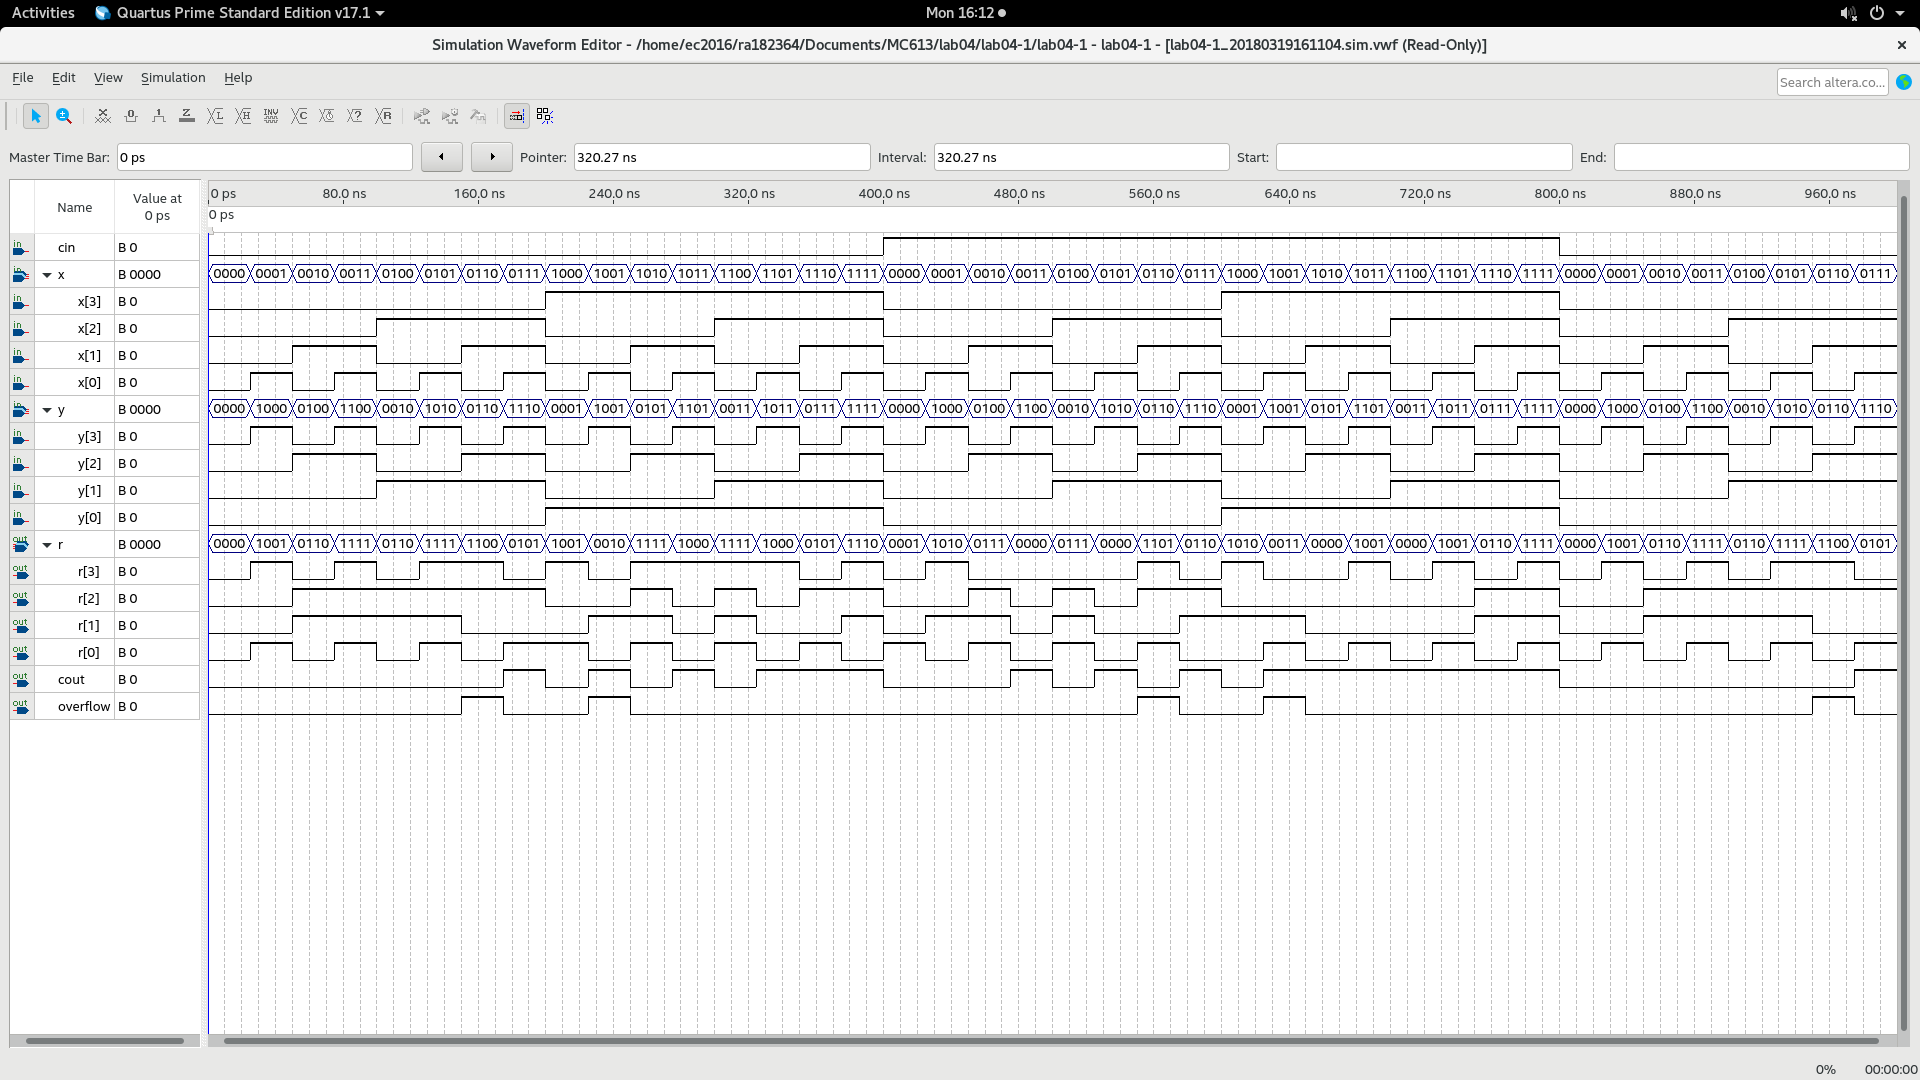 Activities Quartus Prime Standard Edition v17.1 Mon 16:12
Simulation Waveform Editor - /home/ec2016/ra182364/Documents/MC613/lab04/lab04-1/lab04-1 - lab04-1 - [lab04-1_20180319161104.sim.vwf (Read-Only)]
File Edit View Simulation Help Search altera.co...
Master Time Bar: 0 ps Pointer: 320.27 ns Interval: 320.27 ns Start: End:
Name Value at 0 ps 0 ps 80.0 ns 160.0 ns 240.0 ns 320.0 ns 400.0 ns 480.0 ns 560.0 ns 640.0 ns 720.0 ns 800.0 ns 880.0 ns 960.0 ns
0 ps
cin B 0
x B 0000 0000 0001 0010 0011 0100 0101 0110 0111 1000 1001 1010 1011 1100 1101 1110 1111 0000 0001 0010 0011 0100 0101 0110 0111 1000 1001 1010 1011 1100 1101 1110 1111 0000 0001 0010 0011 0100 0101 0110 0111
x[3] B 0
x[2] B 0
x[1] B 0
x[0] B 0
y B 0000 0000 1000 0100 1100 0010 1010 0110 1110 0001 1001 0101 1101 0011 1011 0111 1111 0000 1000 0100 1100 0010 1010 0110 1110 0001 1001 0101 1101 0011 1011 0111 1111 0000 1000 0100 1100 0010 1010 0110 1110
y[3] B 0
y[2] B 0
y[1] B 0
y[0] B 0
r B 0000 0000 1001 0110 1111 0110 1111 1100 0101 1001 0010 1111 1000 1111 1000 0101 1110 0001 1010 0111 0000 0111 0000 1101 0110 1010 0011 0000 1001 0000 1001 0110 1111 0000 1001 0110 1111 0110 1111 1100 0101
r[3] B 0
r[2] B 0
r[1] B 0
r[0] B 0
cout B 0
overflow B 0
0% 00:00:00